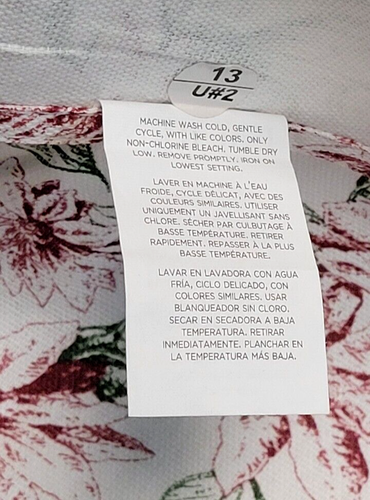 13
U#2
MACHINE WASH COLD, GENTLE
CYCLE, WITH LIKE COLORS. ONLY
NON-CHLORINE BLEACH. TUMBLE DRY
LOW. REMOVE PROMPTLY. IRON ON
LOWEST SETTING.
LAVER EN MACHINE À L'EAU
FROIDE, CYCLE DÉLICAT, AVEC DES
COULEURS SIMILAIRES. UTILISER
UNIQUEMENT UN JAVELLISANT SANS
CHLORE. SÉCHER PAR CULBUTAGE À
BASSE TEMPÉRATURE. RETIRER
RAPIDEMENT. REPASSER À LA PLUS
BASSE TEMPÉRATURE.
LAVAR EN LAVADORA CON AGUA
FRÍA, CICLO DELICADO, CON
COLORES SIMILARES. USAR
BLANQUEADOR SIN CLORO.
SECAR EN SECADORA A BAJA
TEMPERATURA. RETIRAR
INMEDIATAMENTE. PLANCHAR EN
LA TEMPERATURA MÁS BAJA.